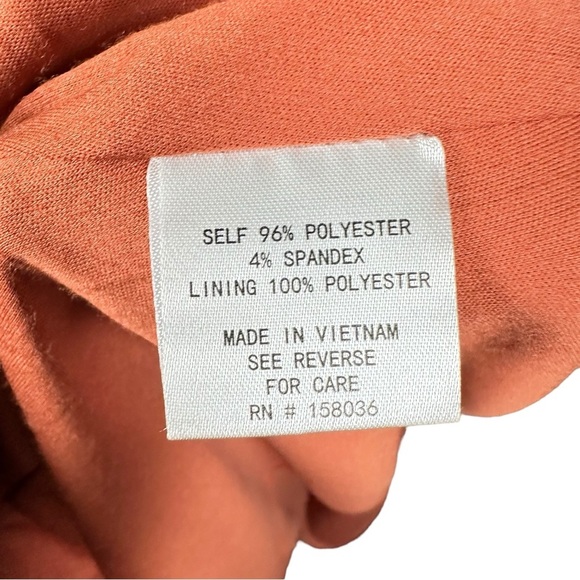 SELF 96% POLYESTER
4% SPANDEX
LINING 100% POLYESTER
MADE IN VIETNAM
SEE REVERSE
FOR CARE
RN # 158036